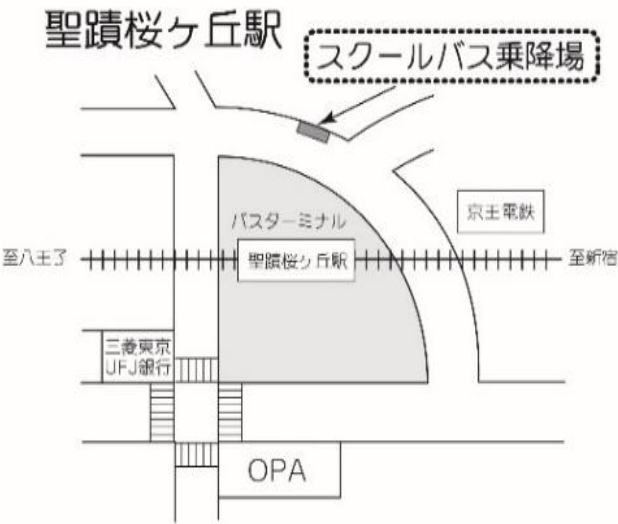 聖蹟桜ヶ丘駅
スクールバス乗降場
バスターミナル
京王電鉄
至八王子
聖蹟桜ヶ丘駅
至新宿
三菱東京
UFJ銀行
OPA